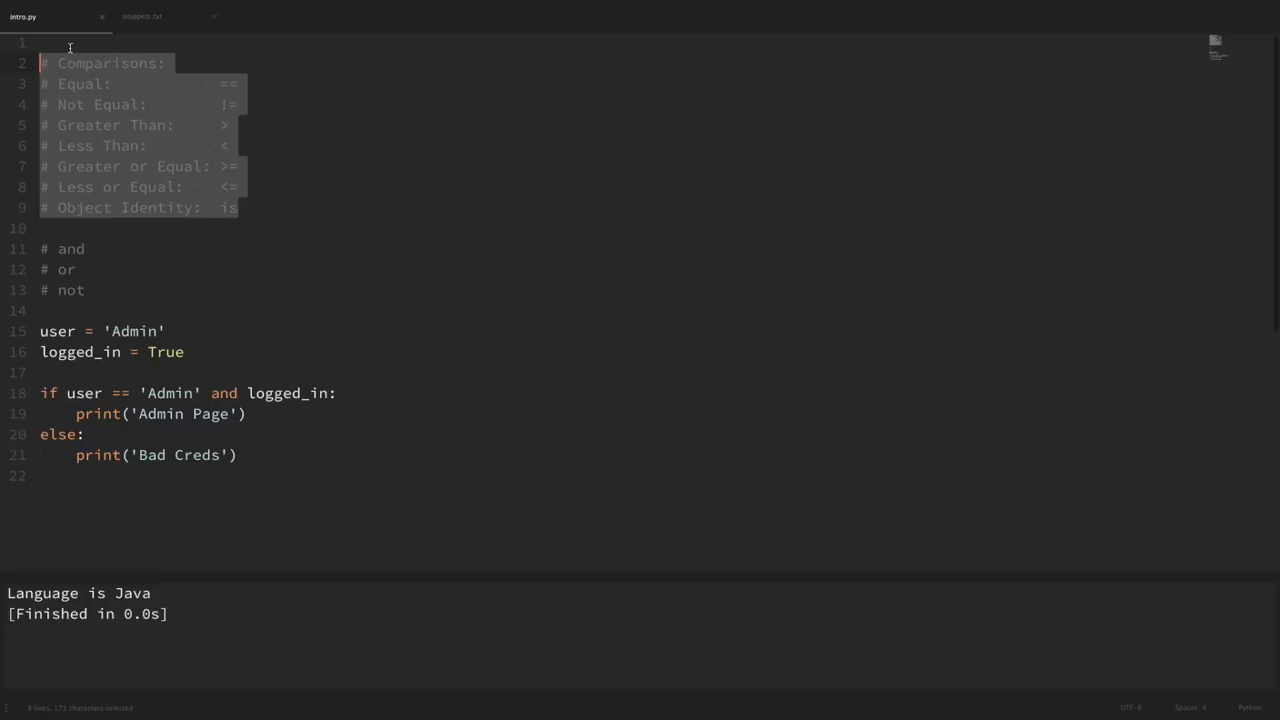 intro.py × snippets.txt ×
1
2 # Comparisons:
3 # Equal: ==
4 # Not Equal: !=
5 # Greater Than: >
6 # Less Than: <
7 # Greater or Equal: >=
8 # Less or Equal: <=
9 # Object Identity: is
10
11 # and
12 # or
13 # not
14
15 user = 'Admin'
16 logged_in = True
17
18 if user == 'Admin' and logged_in:
19 print('Admin Page')
20 else:
21 print('Bad Creds')
22
Language is Java
[Finished in 0.0s]
8 lines, 175 characters selected UTF-8 Spaces: 4 Python